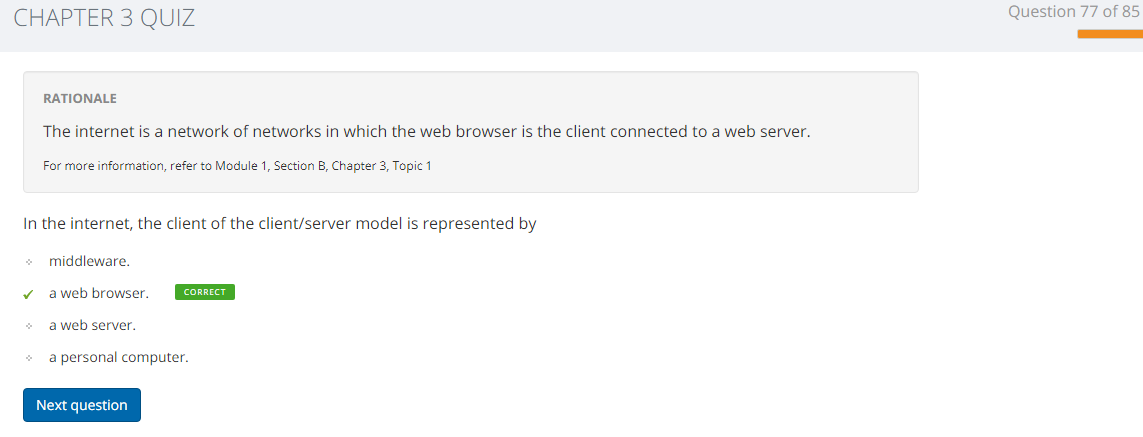 CHAPTER 3 QUIZ
Question 77 of 85
RATIONALE
The internet is a network of networks in which the web browser is the client connected to a web server.
For more information, refer to Module 1, Section B, Chapter 3, Topic 1
In the internet, the client of the client/server model is represented by
middleware.
a web browser. CORRECT
a web server.
a personal computer.
Next question